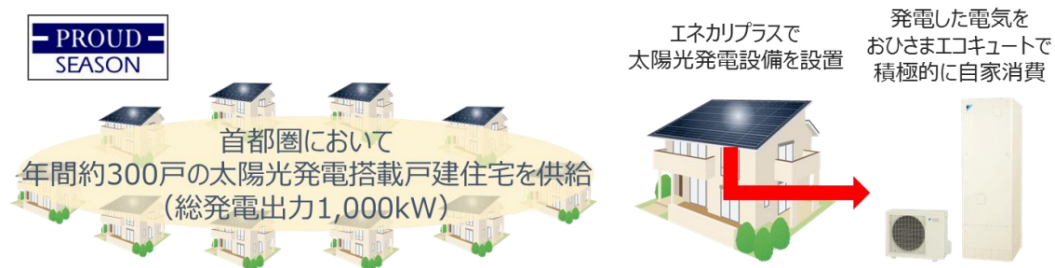 PROUD
SEASON
首都圏において
年間約300戸の太陽光発電搭載戸建住宅を供給
（総発電出力1,000kW）
エネカリプラスで
太陽光発電設備を設置
発電した電気を
おひさまエコキュートで
積極的に自家消費